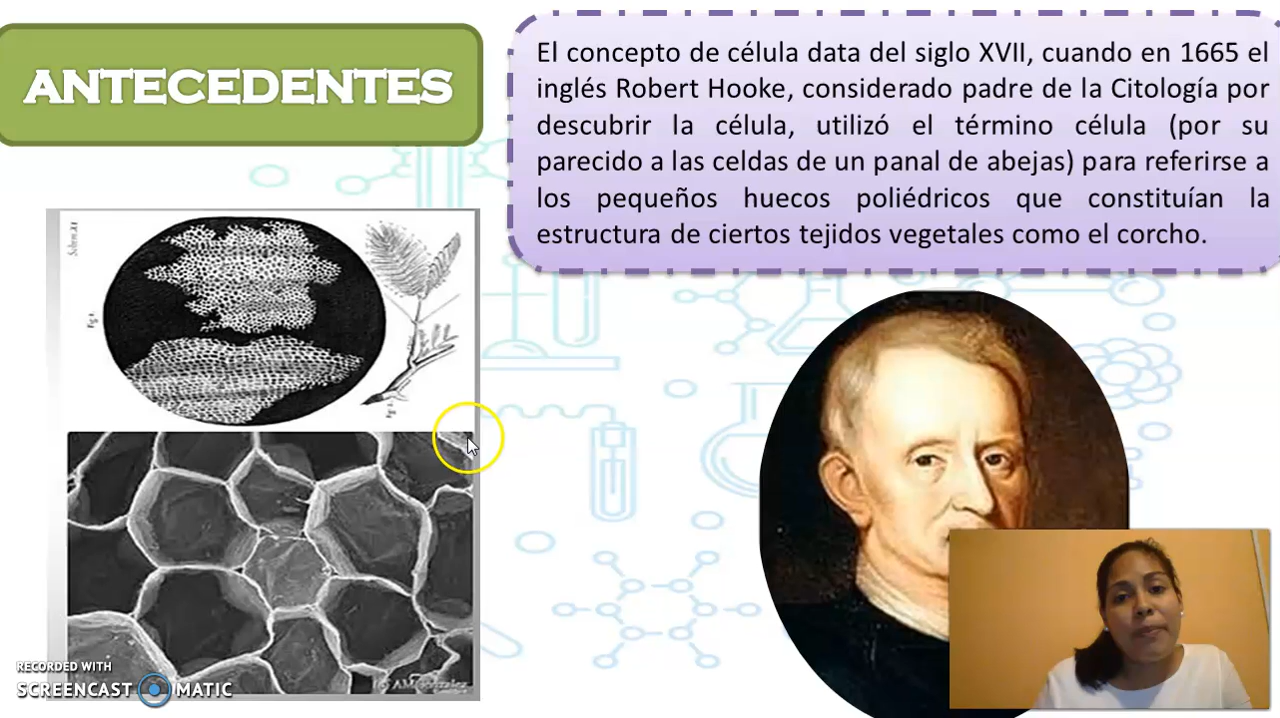 ANTECEDENTES
El concepto de célula data del siglo XVII, cuando en 1665 el
inglés Robert Hooke, considerado padre de la Citología por
descubrir la célula, utilizó el término célula (por su
parecido a las celdas de un panal de abejas) para referirse a
los pequeños huecos poliédricos que constituían la
estructura de ciertos tejidos vegetales como el corcho.
RECORDED WITH
SCREENCAST MATIC